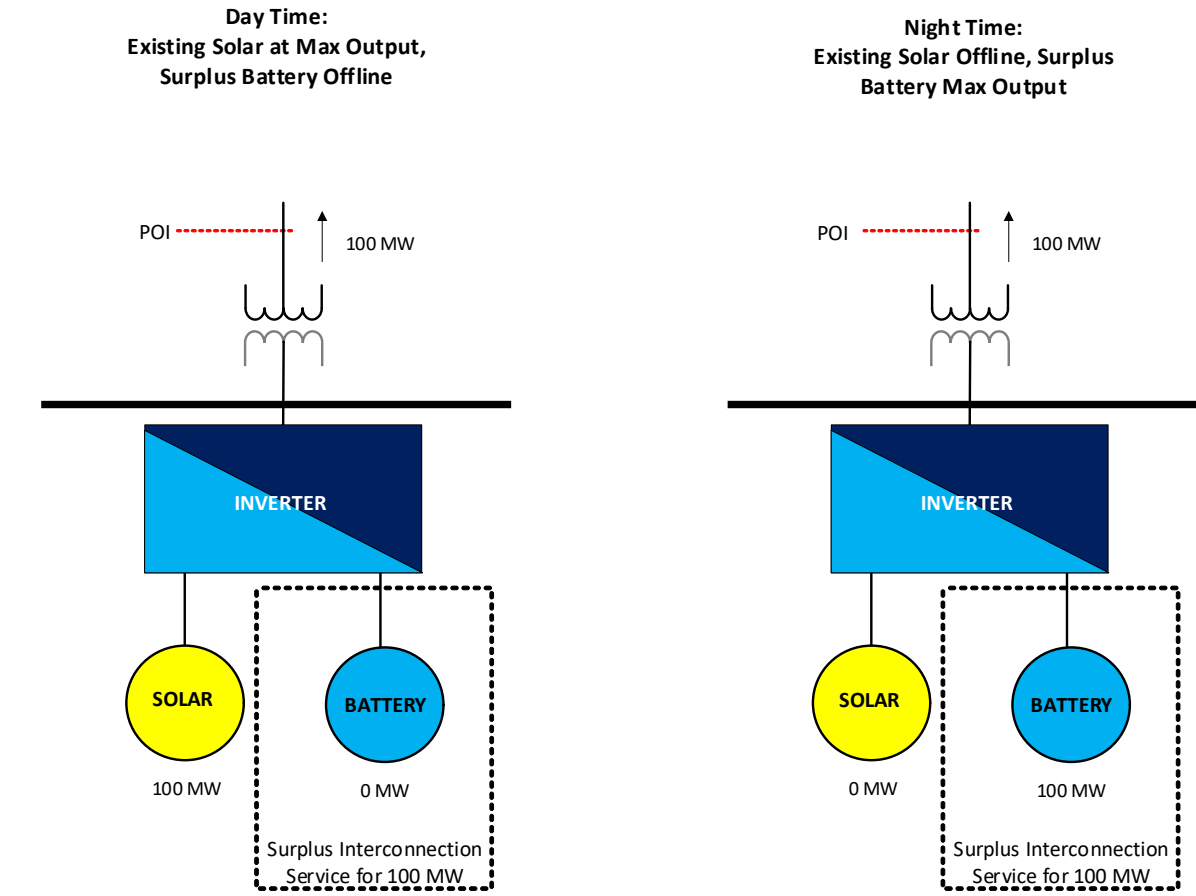 Day Time:
Existing Solar at Max Output,
Surplus Battery Offline
POI
100 MW
INVERTER
SOLAR
BATTERY
100 MW
0 MW
Surplus Interconnection
Service for 100 MW
Night Time:
Existing Solar Offline, Surplus
Battery Max Output
POI
100 MW
INVERTER
SOLAR
BATTERY
0 MW
100 MW
Surplus Interconnection
Service for 100 MW